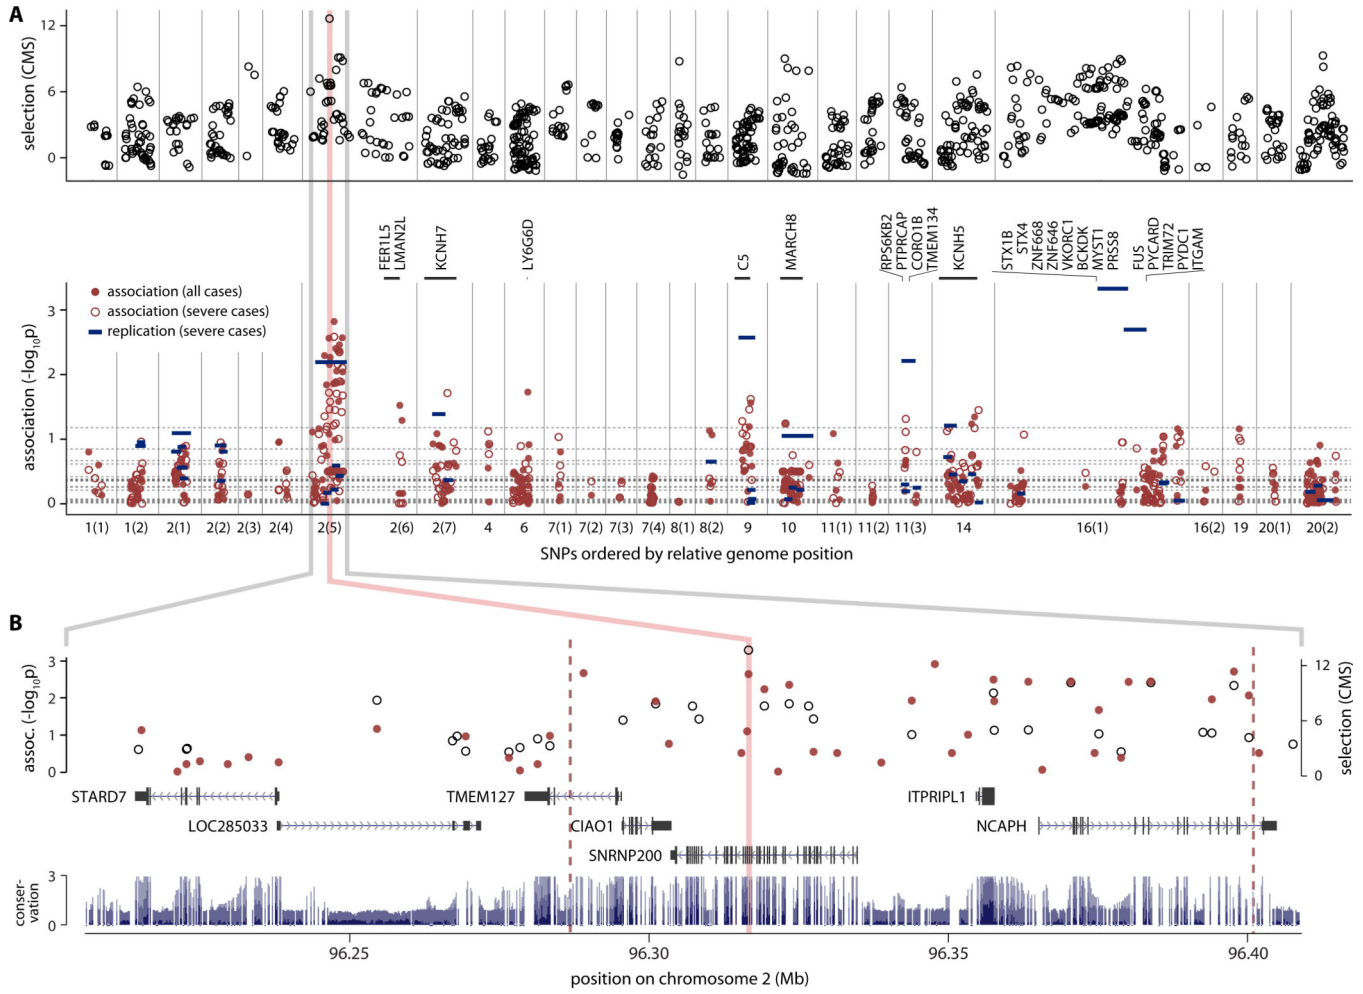 A
selection (CMS)
12
6
0
FER1L5
LMAN2L
KCNH7
LY6G6D
C5
MARCH8
RPS6KB2
PTPRCAP
CORO1B
TMEM134
KCNH5
STX1B
STX4
ZNF668
ZNF646
VKORC1
BCKDK
MYST1
PRSS8
FUS
PYCARD
TRIM72
PYDC1
ITGAM
association (all cases)
association (severe cases)
replication (severe cases)
association (-log10p)
3
2
1
0
1(1) 1(2) 2(1) 2(2) 2(3) 2(4) 2(5) 2(6) 2(7) 4 6 7(1) 7(2) 7(3) 7(4) 8(1) 8(2) 9 10 11(1) 11(2) 11(3) 14 16(1) 16(2) 19 20(1) 20(2)
SNPs ordered by relative genome position
B
assoc. (-log10p)
3
2
1
0
12
6
0
selection (CMS)
STARD7
TMEM127
ITPRIPL1
LOC285033
CIAO1
NCAPH
SNRNP200
conser-
vation
3
0
96.25 96.30 96.35 96.40
position on chromosome 2 (Mb)